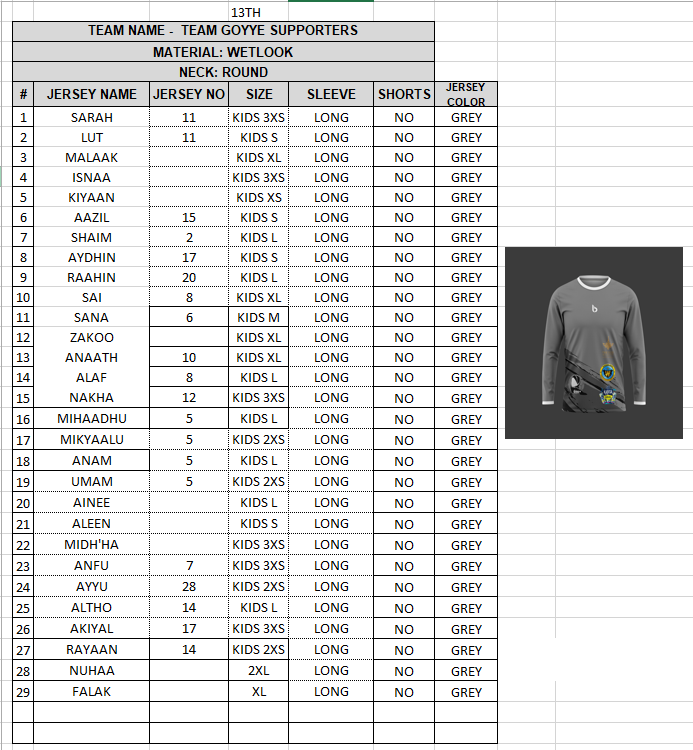 13TH
TEAM NAME - TEAM GOYYE SUPPORTERS
MATERIAL: WETLOOK
NECK: ROUND
# JERSEY NAME JERSEY NO SIZE SLEEVE SHORTS JERSEY COLOR
1 SARAH 11 KIDS 3XS LONG NO GREY
2 LUT 11 KIDS S LONG NO GREY
3 MALAAK KIDS XL LONG NO GREY
4 ISNAA KIDS 3XS LONG NO GREY
5 KIYAAN KIDS XS LONG NO GREY
6 AAZIL 15 KIDS S LONG NO GREY
7 SHAIM 2 KIDS L LONG NO GREY
8 AYDHIN 17 KIDS S LONG NO GREY
9 RAAHIN 20 KIDS L LONG NO GREY
10 SAI 8 KIDS XL LONG NO GREY
11 SANA 6 KIDS M LONG NO GREY
12 ZAKOO KIDS XL LONG NO GREY
13 ANAATH 10 KIDS XL LONG NO GREY
14 ALAF 8 KIDS L LONG NO GREY
15 NAKHA 12 KIDS 3XS LONG NO GREY
16 MIHAADHU 5 KIDS L LONG NO GREY
17 MIKYAALU 5 KIDS 2XS LONG NO GREY
18 ANAM 5 KIDS L LONG NO GREY
19 UMAM 5 KIDS 2XS LONG NO GREY
20 AINEE KIDS L LONG NO GREY
21 ALEEN KIDS S LONG NO GREY
22 MIDH'HA KIDS 3XS LONG NO GREY
23 ANFU 7 KIDS 3XS LONG NO GREY
24 AYYU 28 KIDS 2XS LONG NO GREY
25 ALTHO 14 KIDS L LONG NO GREY
26 AKIYAL 17 KIDS 3XS LONG NO GREY
27 RAYAAN 14 KIDS 2XS LONG NO GREY
28 NUHAA 2XL LONG NO GREY
29 FALAK XL LONG NO GREY
b